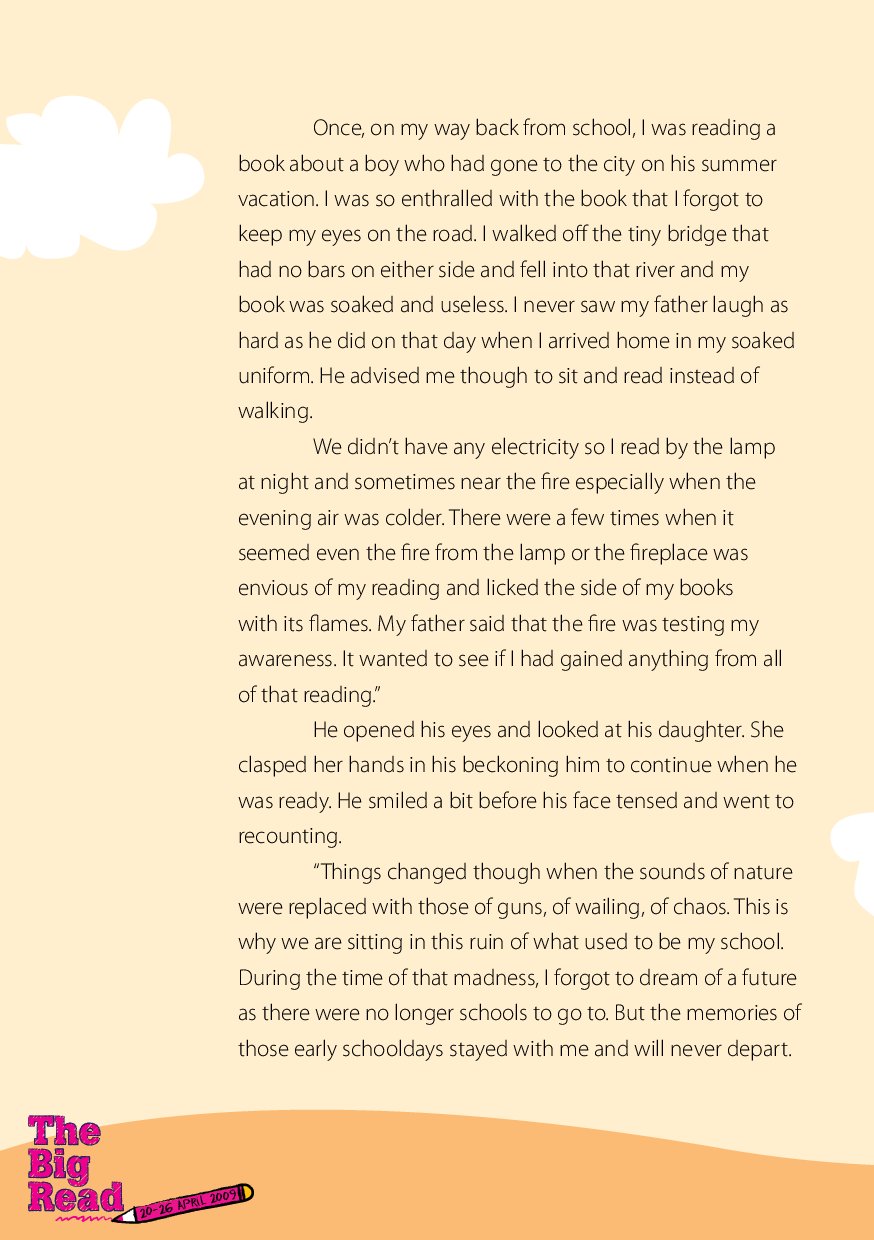 Once, on my way back from school, I was reading a
book about a boy who had gone to the city on his summer
vacation. I was so enthralled with the book that I forgot to
keep my eyes on the road. I walked off the tiny bridge that
had no bars on either side and fell into that river and my
book was soaked and useless. I never saw my father laugh as
hard as he did on that day when I arrived home in my soaked
uniform. He advised me though to sit and read instead of
walking.
We didn’t have any electricity so I read by the lamp
at night and sometimes near the fire especially when the
evening air was colder. There were a few times when it
seemed even the fire from the lamp or the fireplace was
envious of my reading and licked the side of my books
with its flames. My father said that the fire was testing my
awareness. It wanted to see if I had gained anything from all
of that reading.”
He opened his eyes and looked at his daughter. She
clasped her hands in his beckoning him to continue when he
was ready. He smiled a bit before his face tensed and went to
recounting.
“Things changed though when the sounds of nature
were replaced with those of guns, of wailing, of chaos. This is
why we are sitting in this ruin of what used to be my school.
During the time of that madness, I forgot to dream of a future
as there were no longer schools to go to. But the memories of
those early schooldays stayed with me and will never depart.
The
Big
Read
20-26 APRIL 2009